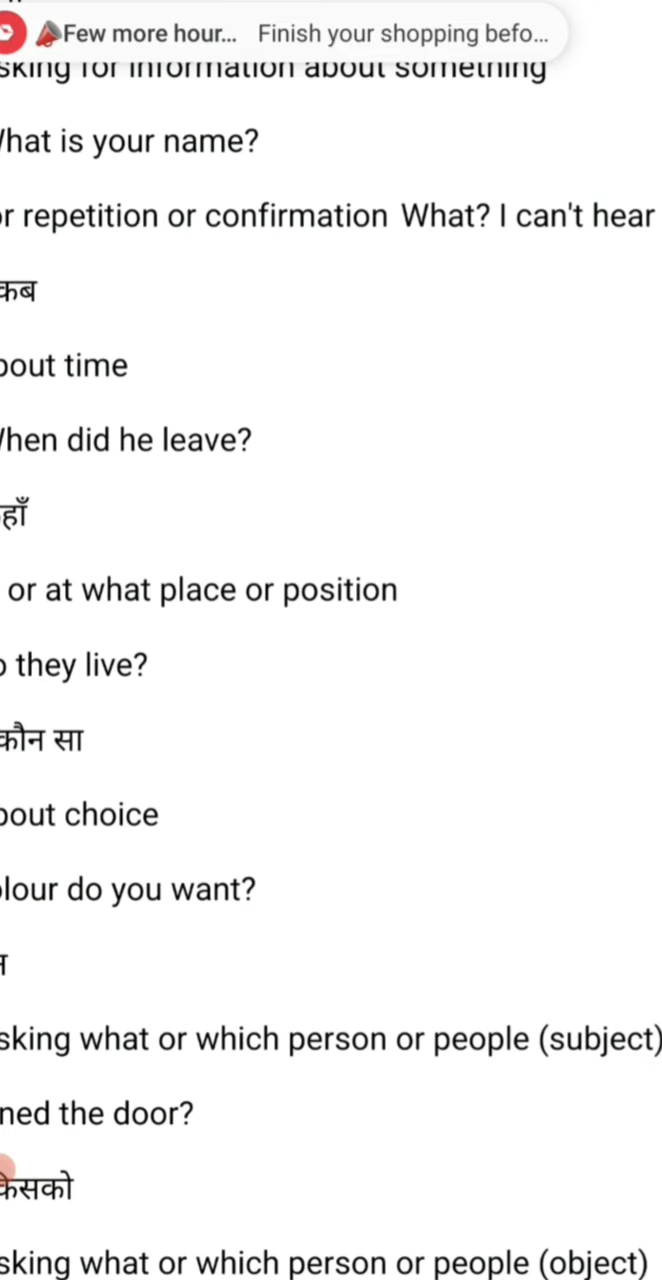 Few more hour... Finish your shopping befo...
sking for information about something
What is your name?
or repetition or confirmation What? I can't hear
कब
bout time
When did he leave?
हाँ
or at what place or position
they live?
कौन सा
bout choice
lour do you want?
sking what or which person or people (subject)
ned the door?
किसको
sking what or which person or people (object)